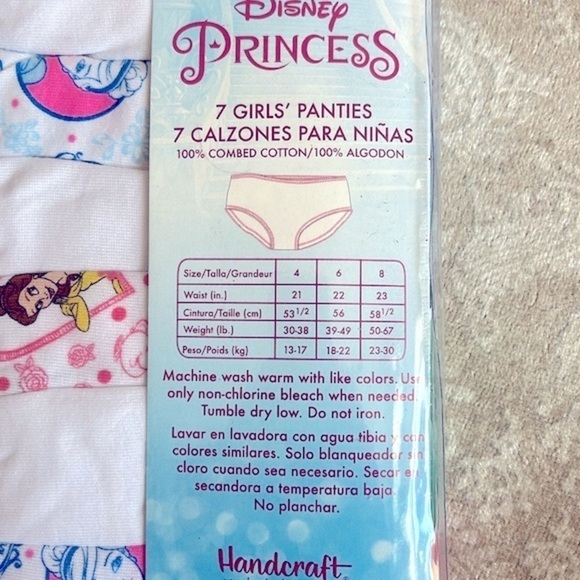 Disney
PRINCESS
7 GIRLS' PANTIES
7 CALZONES PARA NIÑAS
100% COMBED COTTON/100% ALGODON
Size/Talla/Grandeur 4 6 8
Waist (in.) 21 22 23
Cintura/Taille (cm) 53 1/2 56 58 1/2
Weight (lb.) 30-38 39-49 50-67
Peso/Poids (kg) 13-17 18-22 23-30
Machine wash warm with like colors. Use
only non-chlorine bleach when needed.
Tumble dry low. Do not iron.
Lavar en lavadora con agua tibia y con
colores similares. Solo blanqueador sin
cloro cuando sea necesario. Secar en
secandora a temperatura baja.
No planchar.
Handcraft